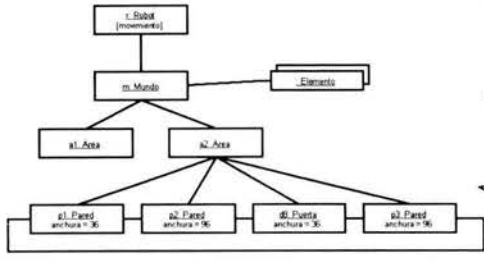 r: Robot
[movimiento]
m: Mundo
: Elemento
a1: Area
a2: Area
p1: Pared
anchura = 36
p2: Pared
anchura = 96
d8: Puerta
anchura = 36
p3: Pared
anchura = 96